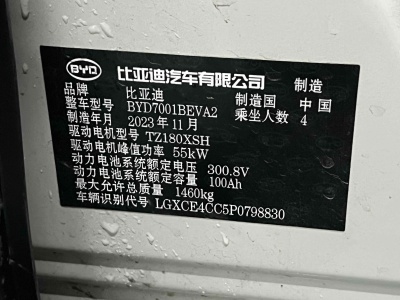 BYD 比亚迪汽车有限公司 制造
品牌 比亚迪 制造国 中国
整车型号 BYD7001BEVA2 乘坐人数 4
制造年月 2023年11月
驱动电机型号 TZ180XSH
驱动电机峰值功率 55kW
动力电池系统额定电压 300.8V
动力电池系统额定容量 100Ah
最大允许总质量 1460kg
车辆识别代号 LGXCE4CC5P0798830